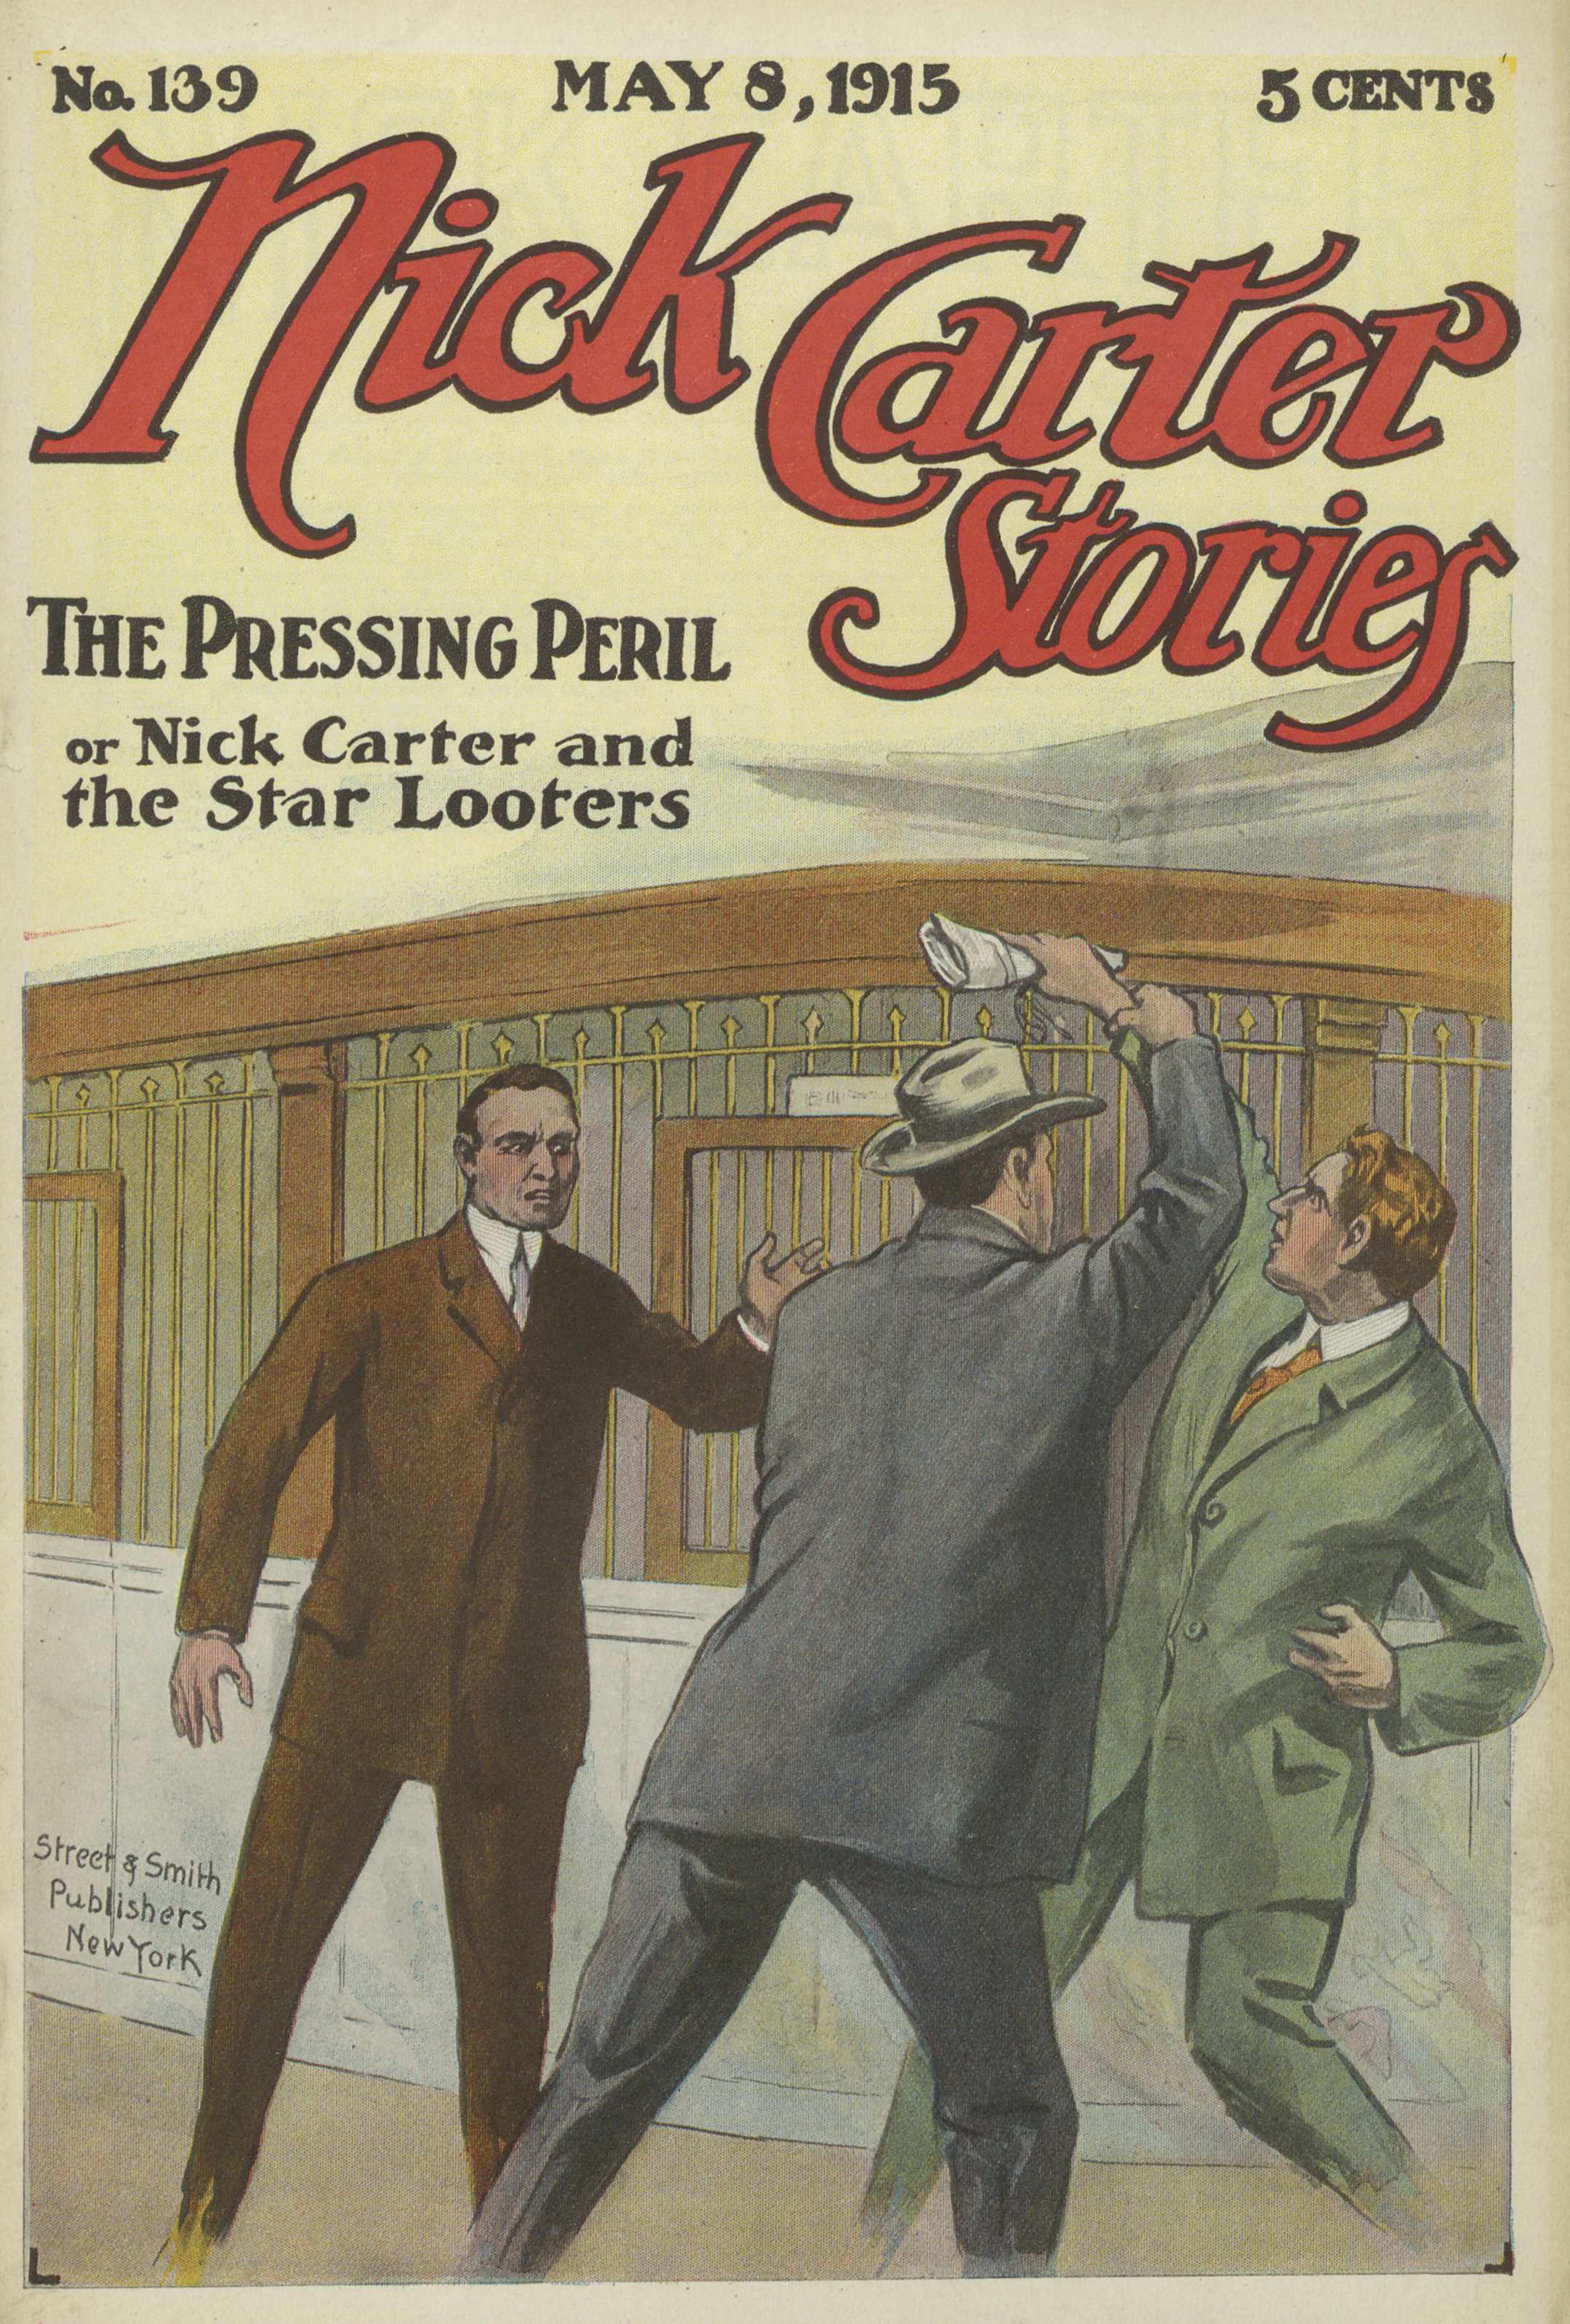 No. 139 MAY 8, 1915 5 CENTS
Nick Carter
Stories
THE PRESSING PERIL
or Nick Carter and
the Star Looters
Street & Smith
Publishers
New York